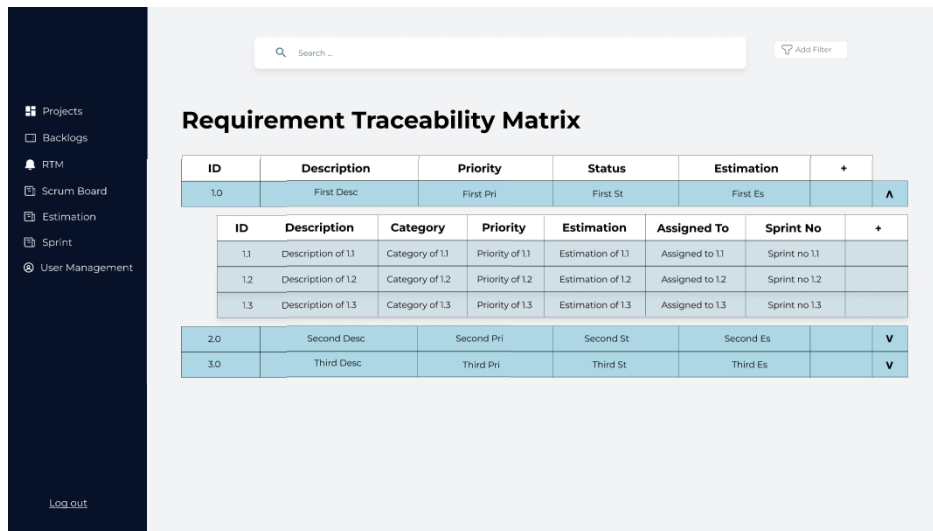 Search ...
Add Filter
Projects
Backlogs
RTM
Scrum Board
Estimation
Sprint
User Management
Log out
Requirement Traceability Matrix
ID Description Priority Status Estimation +
1.0 First Desc First Pri First St First Es ʌ
ID Description Category Priority Estimation Assigned To Sprint No +
1.1 Description of 1.1 Category of 1.1 Priority of 1.1 Estimation of 1.1 Assigned to 1.1 Sprint no 1.1
1.2 Description of 1.2 Category of 1.2 Priority of 1.2 Estimation of 1.2 Assigned to 1.2 Sprint no 1.2
1.3 Description of 1.3 Category of 1.3 Priority of 1.3 Estimation of 1.3 Assigned to 1.3 Sprint no 1.3
2.0 Second Desc Second Pri Second St Second Es v
3.0 Third Desc Third Pri Third St Third Es v